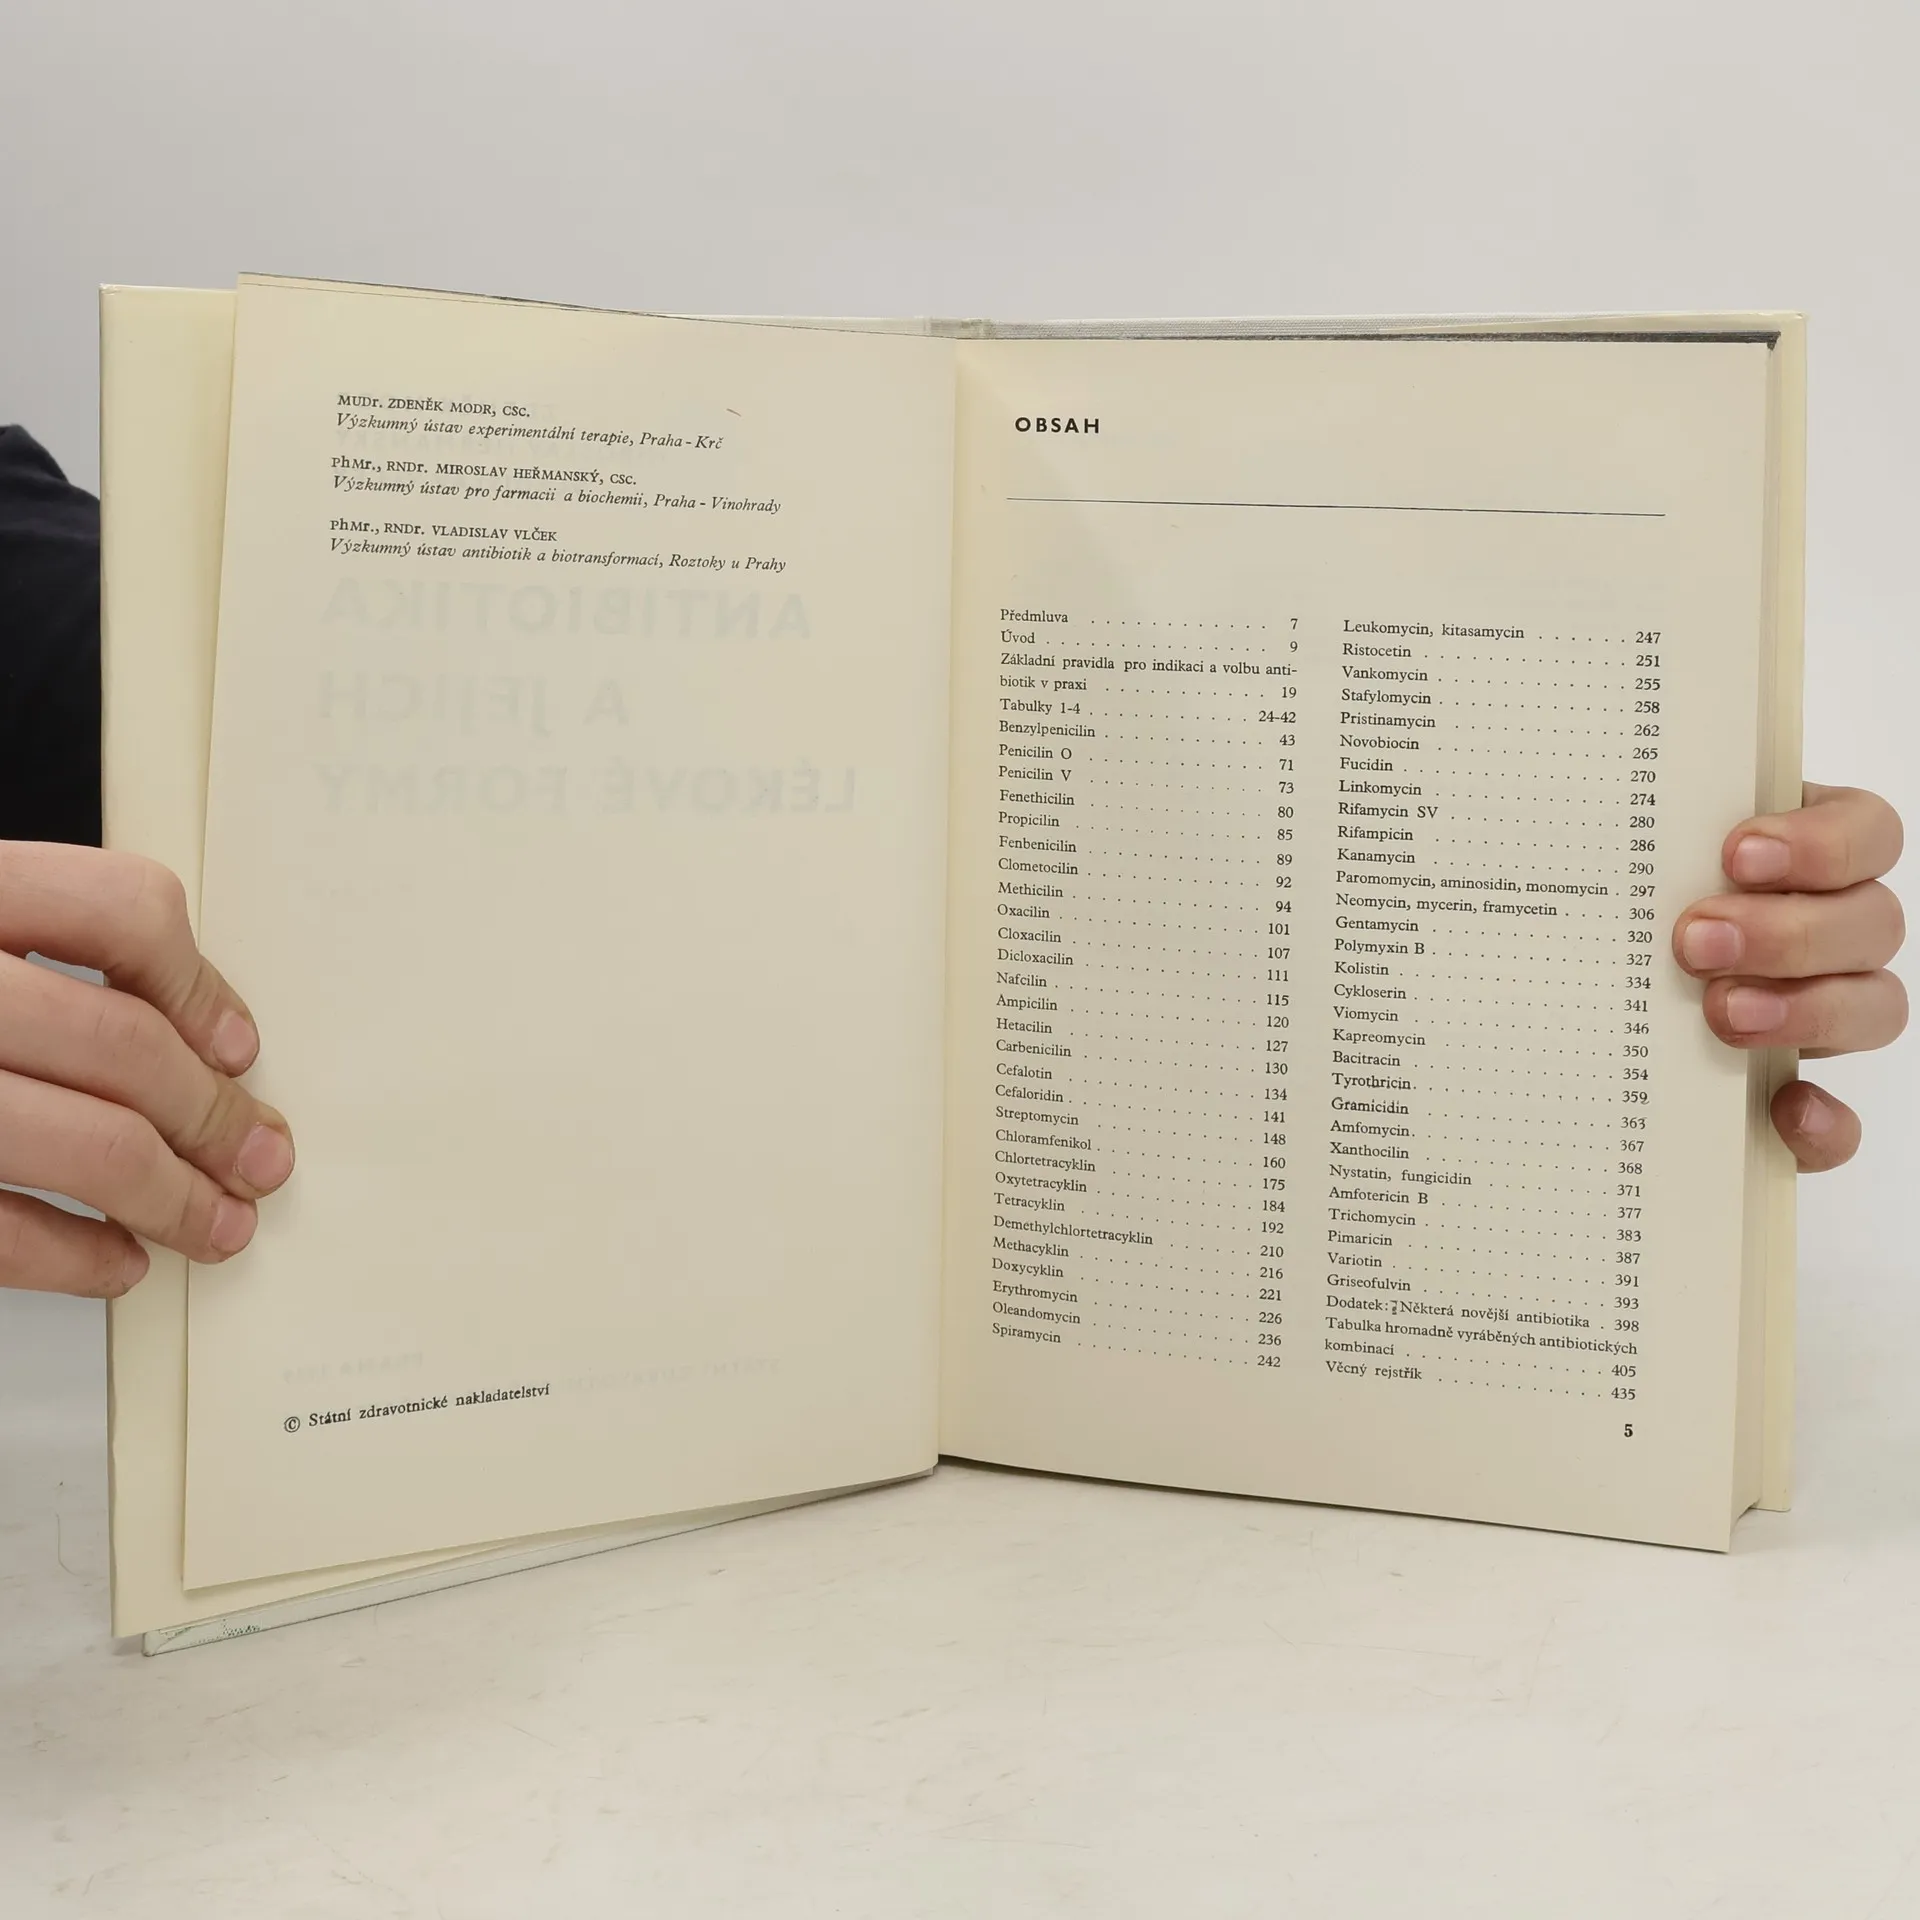 MUDr. ZDENĚK MODR, CSc.
Výzkumný ústav experimentální terapie, Praha - Krč
PhMr., RNDr. MIROSLAV HEŘMANSKÝ, CSc.
Výzkumný ústav pro farmacii a biochemii, Praha - Vinohrady
PhMr., RNDr. VLADISLAV VLČEK
Výzkumný ústav antibiotik a biotransformací, Roztoky u Prahy
ANTIBIOTIKA
A JEJICH
LÉKOVÉ FORMY
© Státní zdravotnické nakladatelství
OBSAH
Předmluva . . . . . . . . . . . . 7
Úvod . . . . . . . . . . . . . . 9
Základní pravidla pro indikaci a volbu anti-
biotik v praxi . . . . . . . . . . . 19
Tabulky 1-4 . . . . . . . . . . . 24-42
Benzylpenicilin . . . . . . . . . . . 43
Penicilin O . . . . . . . . . . . . 71
Penicilin V . . . . . . . . . . . . 73
Fenethicilin . . . . . . . . . . . . 80
Propicilin . . . . . . . . . . . . 85
Fenbenicilin . . . . . . . . . . . . 89
Clometocilin . . . . . . . . . . . . 92
Methicilin . . . . . . . . . . . . 94
Oxacilin . . . . . . . . . . . . . 101
Cloxacilin . . . . . . . . . . . . 107
Dicloxacilin . . . . . . . . . . . . 111
Nafcilin . . . . . . . . . . . . . 115
Ampicilin . . . . . . . . . . . . 120
Hetacilin . . . . . . . . . . . . 127
Carbenicilin . . . . . . . . . . . . 130
Cefalotin . . . . . . . . . . . . 134
Cefaloridin . . . . . . . . . . . . 141
Streptomycin . . . . . . . . . . . 148
Chloramfenikol . . . . . . . . . . . 160
Chlortetracyklin . . . . . . . . . . 175
Oxytetracyklin . . . . . . . . . . . 184
Tetracyklin . . . . . . . . . . . . 192
Demethylchlortetracyklin . . . . . . 210
Methacyklin . . . . . . . . . . . . 216
Doxycyklin . . . . . . . . . . . . 221
Erythromycin . . . . . . . . . . . 226
Oleandomycin . . . . . . . . . . . 236
Spiramycin . . . . . . . . . . . . 242
Leukomycin, kitasamycin . . . . . . 247
Ristocetin . . . . . . . . . . . . . 251
Vankomycin . . . . . . . . . . . . 255
Stafylomycin . . . . . . . . . . . . 258
Pristinamycin . . . . . . . . . . . 262
Novobiocin . . . . . . . . . . . . 265
Fucidin . . . . . . . . . . . . . . 270
Linkomycin . . . . . . . . . . . . 274
Rifamycin SV . . . . . . . . . . . 280
Rifampicin . . . . . . . . . . . . 286
Kanamycin . . . . . . . . . . . . 290
Paromomycin, aminosidin, monomycin . 297
Neomycin, mycerin, framycetin . . . . 306
Gentamycin . . . . . . . . . . . . 320
Polymyxin B . . . . . . . . . . . . 327
Kolistin . . . . . . . . . . . . . . 334
Cykloserin . . . . . . . . . . . . . 341
Viomycin . . . . . . . . . . . . . 346
Kapreomycin . . . . . . . . . . . 350
Bacitracin . . . . . . . . . . . . . 354
Tyrothricin . . . . . . . . . . . . . 359
Gramicidin . . . . . . . . . . . . 363
Amfomycin . . . . . . . . . . . . . 367
Xanthocilin . . . . . . . . . . . . 368
Nystatin, fungicidin . . . . . . . . 371
Amfotericin B . . . . . . . . . . . 377
Trichomycin . . . . . . . . . . . . 383
Pimaricin . . . . . . . . . . . . . 387
Variotin . . . . . . . . . . . . . . 391
Griseofulvin . . . . . . . . . . . . 393
Dodatek: Některá novější antibiotika . 398
Tabulka hromadně vyráběných antibiotických
kombinací . . . . . . . . . . . . . 405
Věcný rejstřík . . . . . . . . . . . 435
5